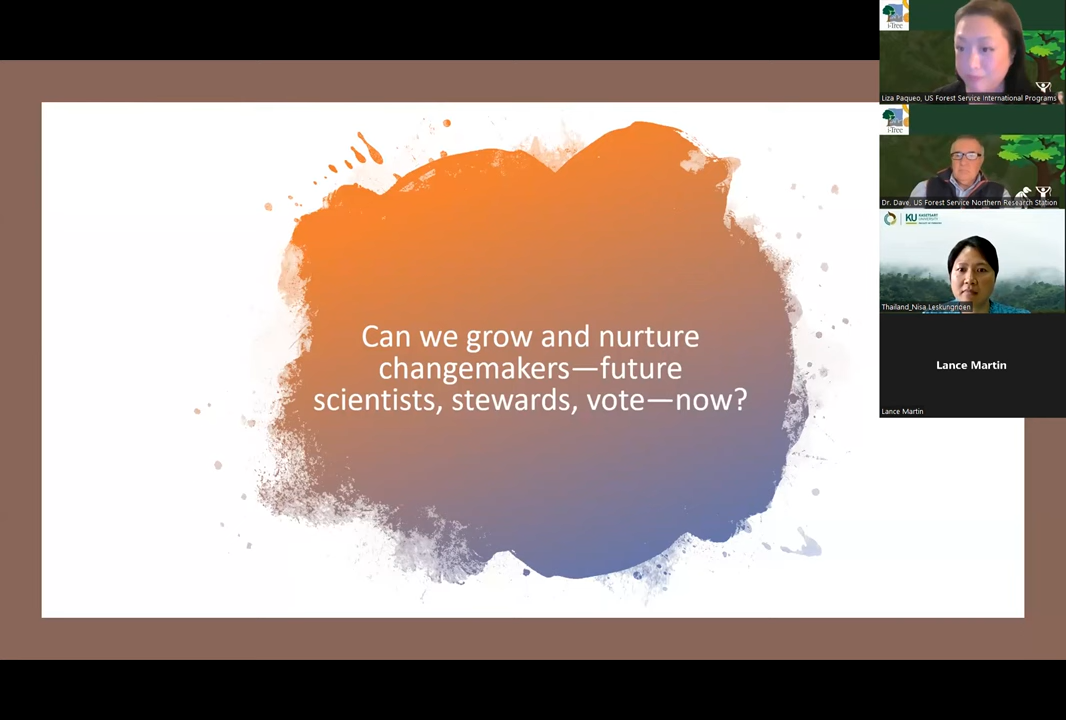 Can we grow and nurture
changemakers—future
scientists, stewards, vote—now?
i-Tree
Liza Paqueo, US Forest Service International Programs
i-Tree
Dr. Dave, US Forest Service Northern Research Station
KU
KASETSART
UNIVERSITY
Thailand_Nisa Leskungnoen
Lance Martin
Lance Martin